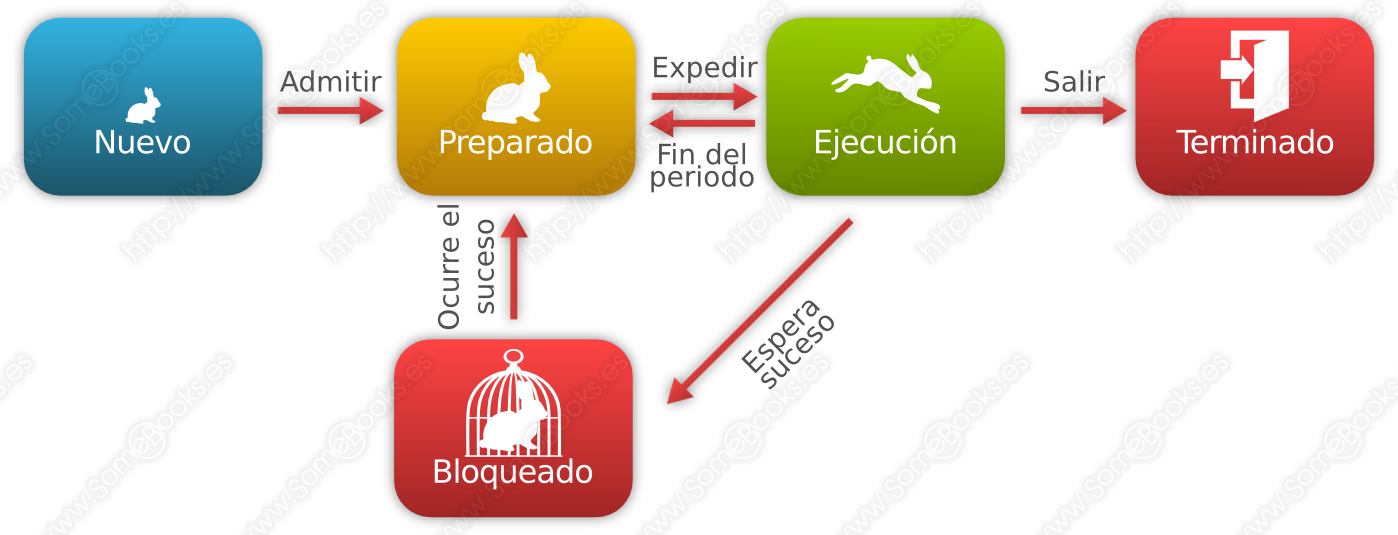 Nuevo
Admitir
Preparado
Expedir
Fin del
periodo
Ejecución
Salir
Terminado
Ocurre el
suceso
Espera
suceso
Bloqueado
http://www.SomeBooks.es